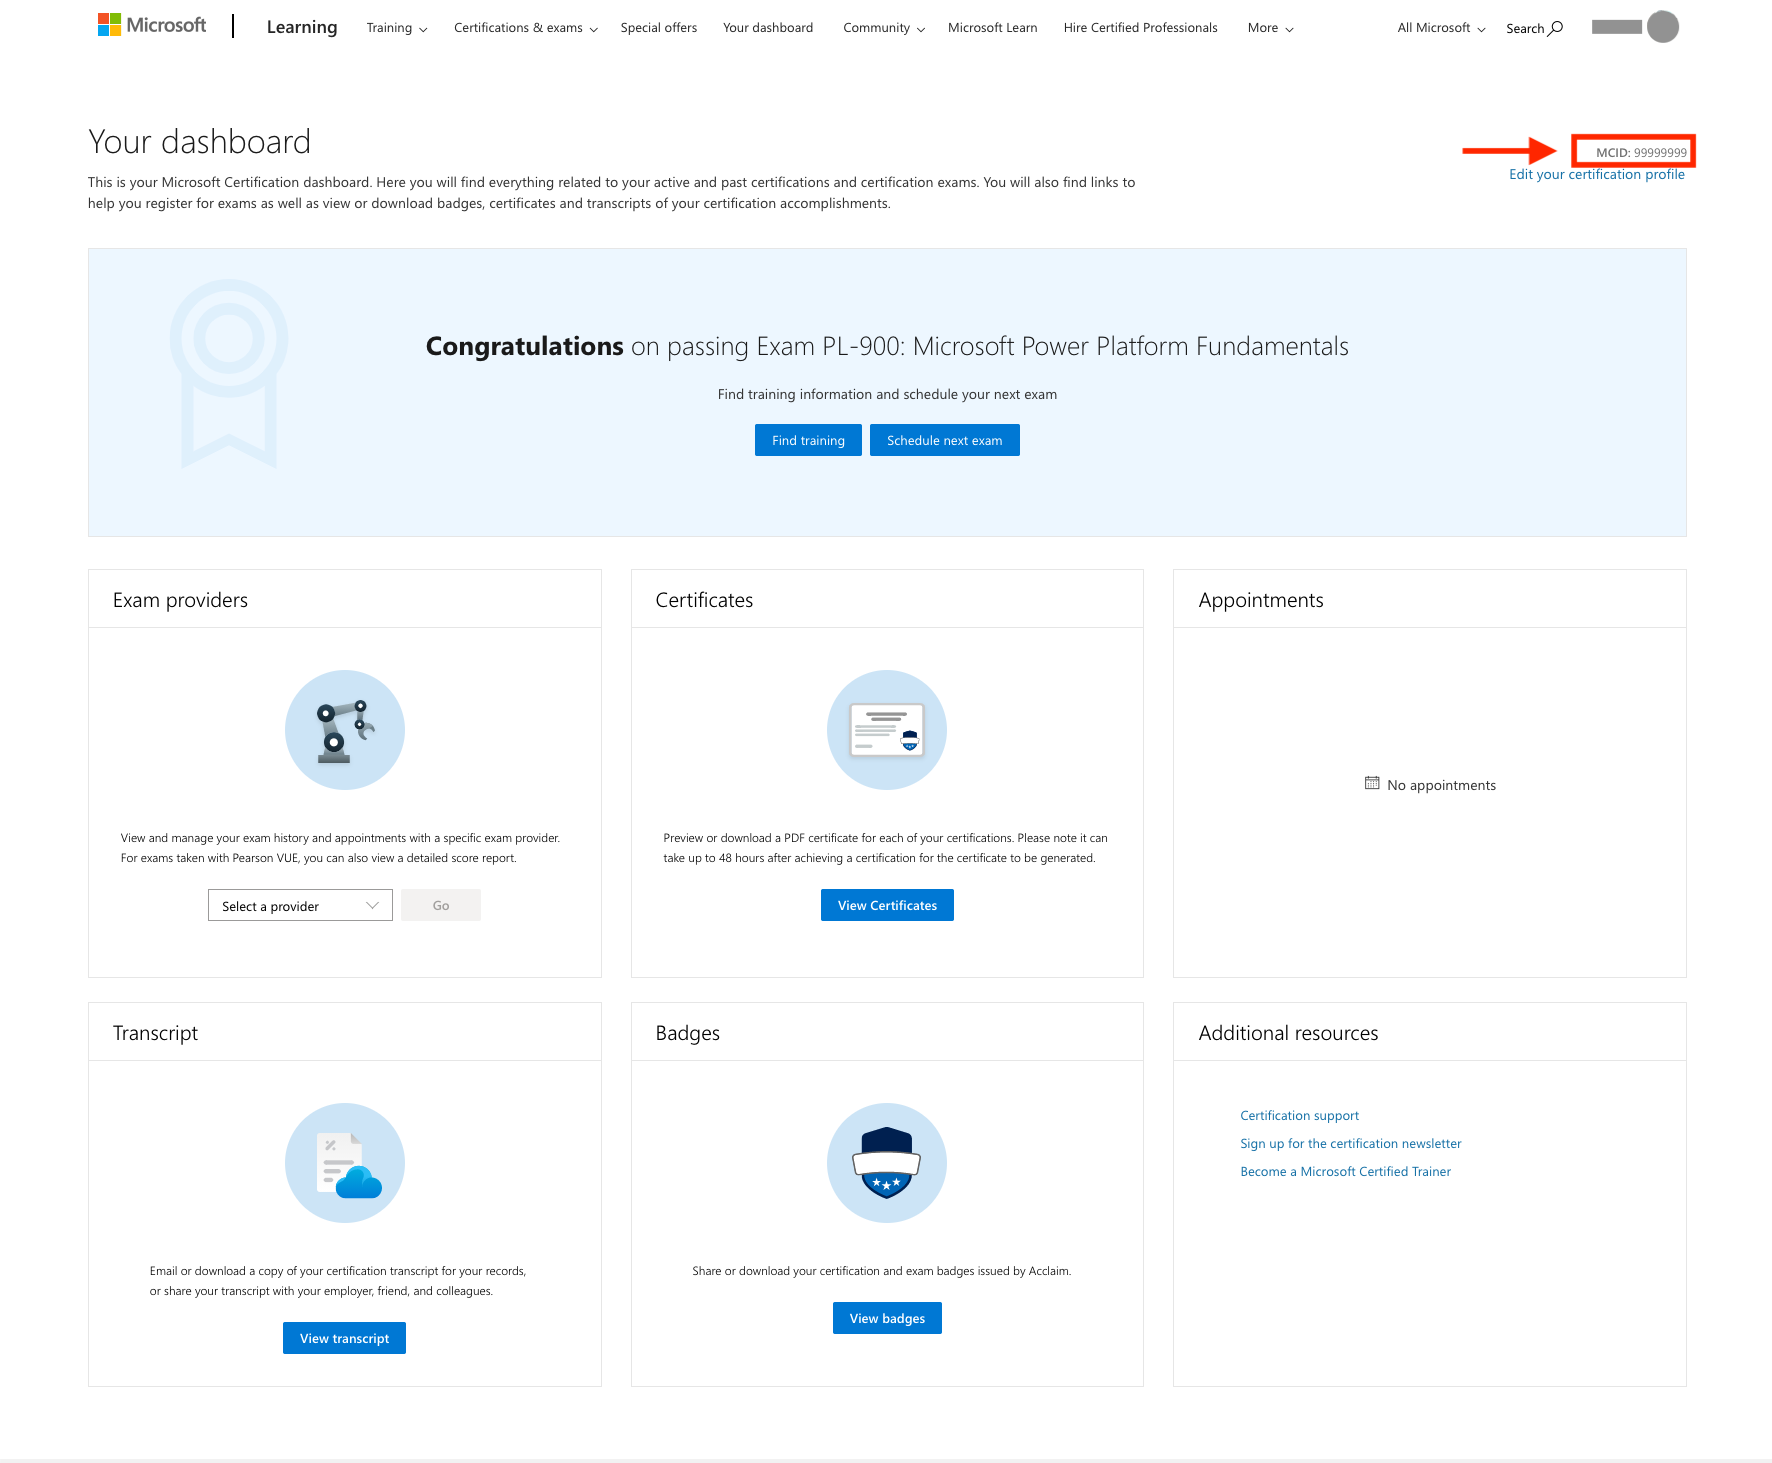 Microsoft Learning Training Certifications & exams Special offers Your dashboard Community Microsoft Learn Hire Certified Professionals More All Microsoft Search
Your dashboard
MCID: 99999999
Edit your certification profile
This is your Microsoft Certification dashboard. Here you will find everything related to your active and past certifications and certification exams. You will also find links to
help you register for exams as well as view or download badges, certificates and transcripts of your certification accomplishments.
Congratulations on passing Exam PL-900: Microsoft Power Platform Fundamentals
Find training information and schedule your next exam
Find training Schedule next exam
Exam providers
View and manage your exam history and appointments with a specific exam provider.
For exams taken with Pearson VUE, you can also view a detailed score report.
Select a provider Go
Certificates
Preview or download a PDF certificate for each of your certifications. Please note it can
take up to 48 hours after achieving a certification for the certificate to be generated.
View Certificates
Appointments
No appointments
Transcript
Email or download a copy of your certification transcript for your records,
or share your transcript with your employer, friend, and colleagues.
View transcript
Badges
Share or download your certification and exam badges issued by Acclaim.
View badges
Additional resources
Certification support
Sign up for the certification newsletter
Become a Microsoft Certified Trainer